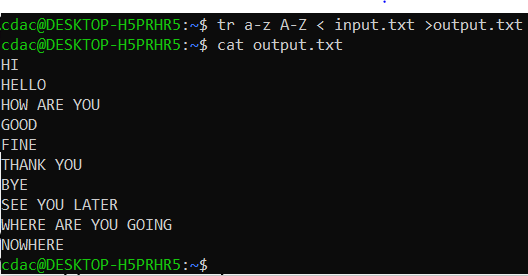 cdac@DESKTOP-H5PRHR5:~$ tr a-z A-Z < input.txt >output.txt
cdac@DESKTOP-H5PRHR5:~$ cat output.txt
HI
HELLO
HOW ARE YOU
GOOD
FINE
THANK YOU
BYE
SEE YOU LATER
WHERE ARE YOU GOING
NOWHERE
cdac@DESKTOP-H5PRHR5:~$